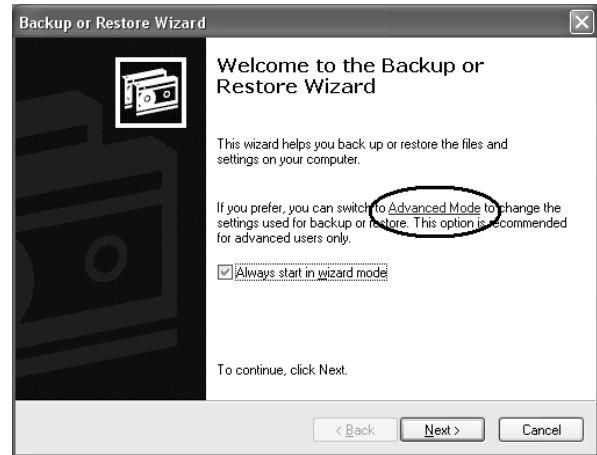 Backup or Restore Wizard
Welcome to the Backup or
Restore Wizard
This wizard helps you back up or restore the files and
settings on your computer.
If you prefer, you can switch to Advanced Mode to change the
settings used for backup or restore. This option is recommended
for advanced users only.
Always start in wizard mode
To continue, click Next.
< Back Next > Cancel